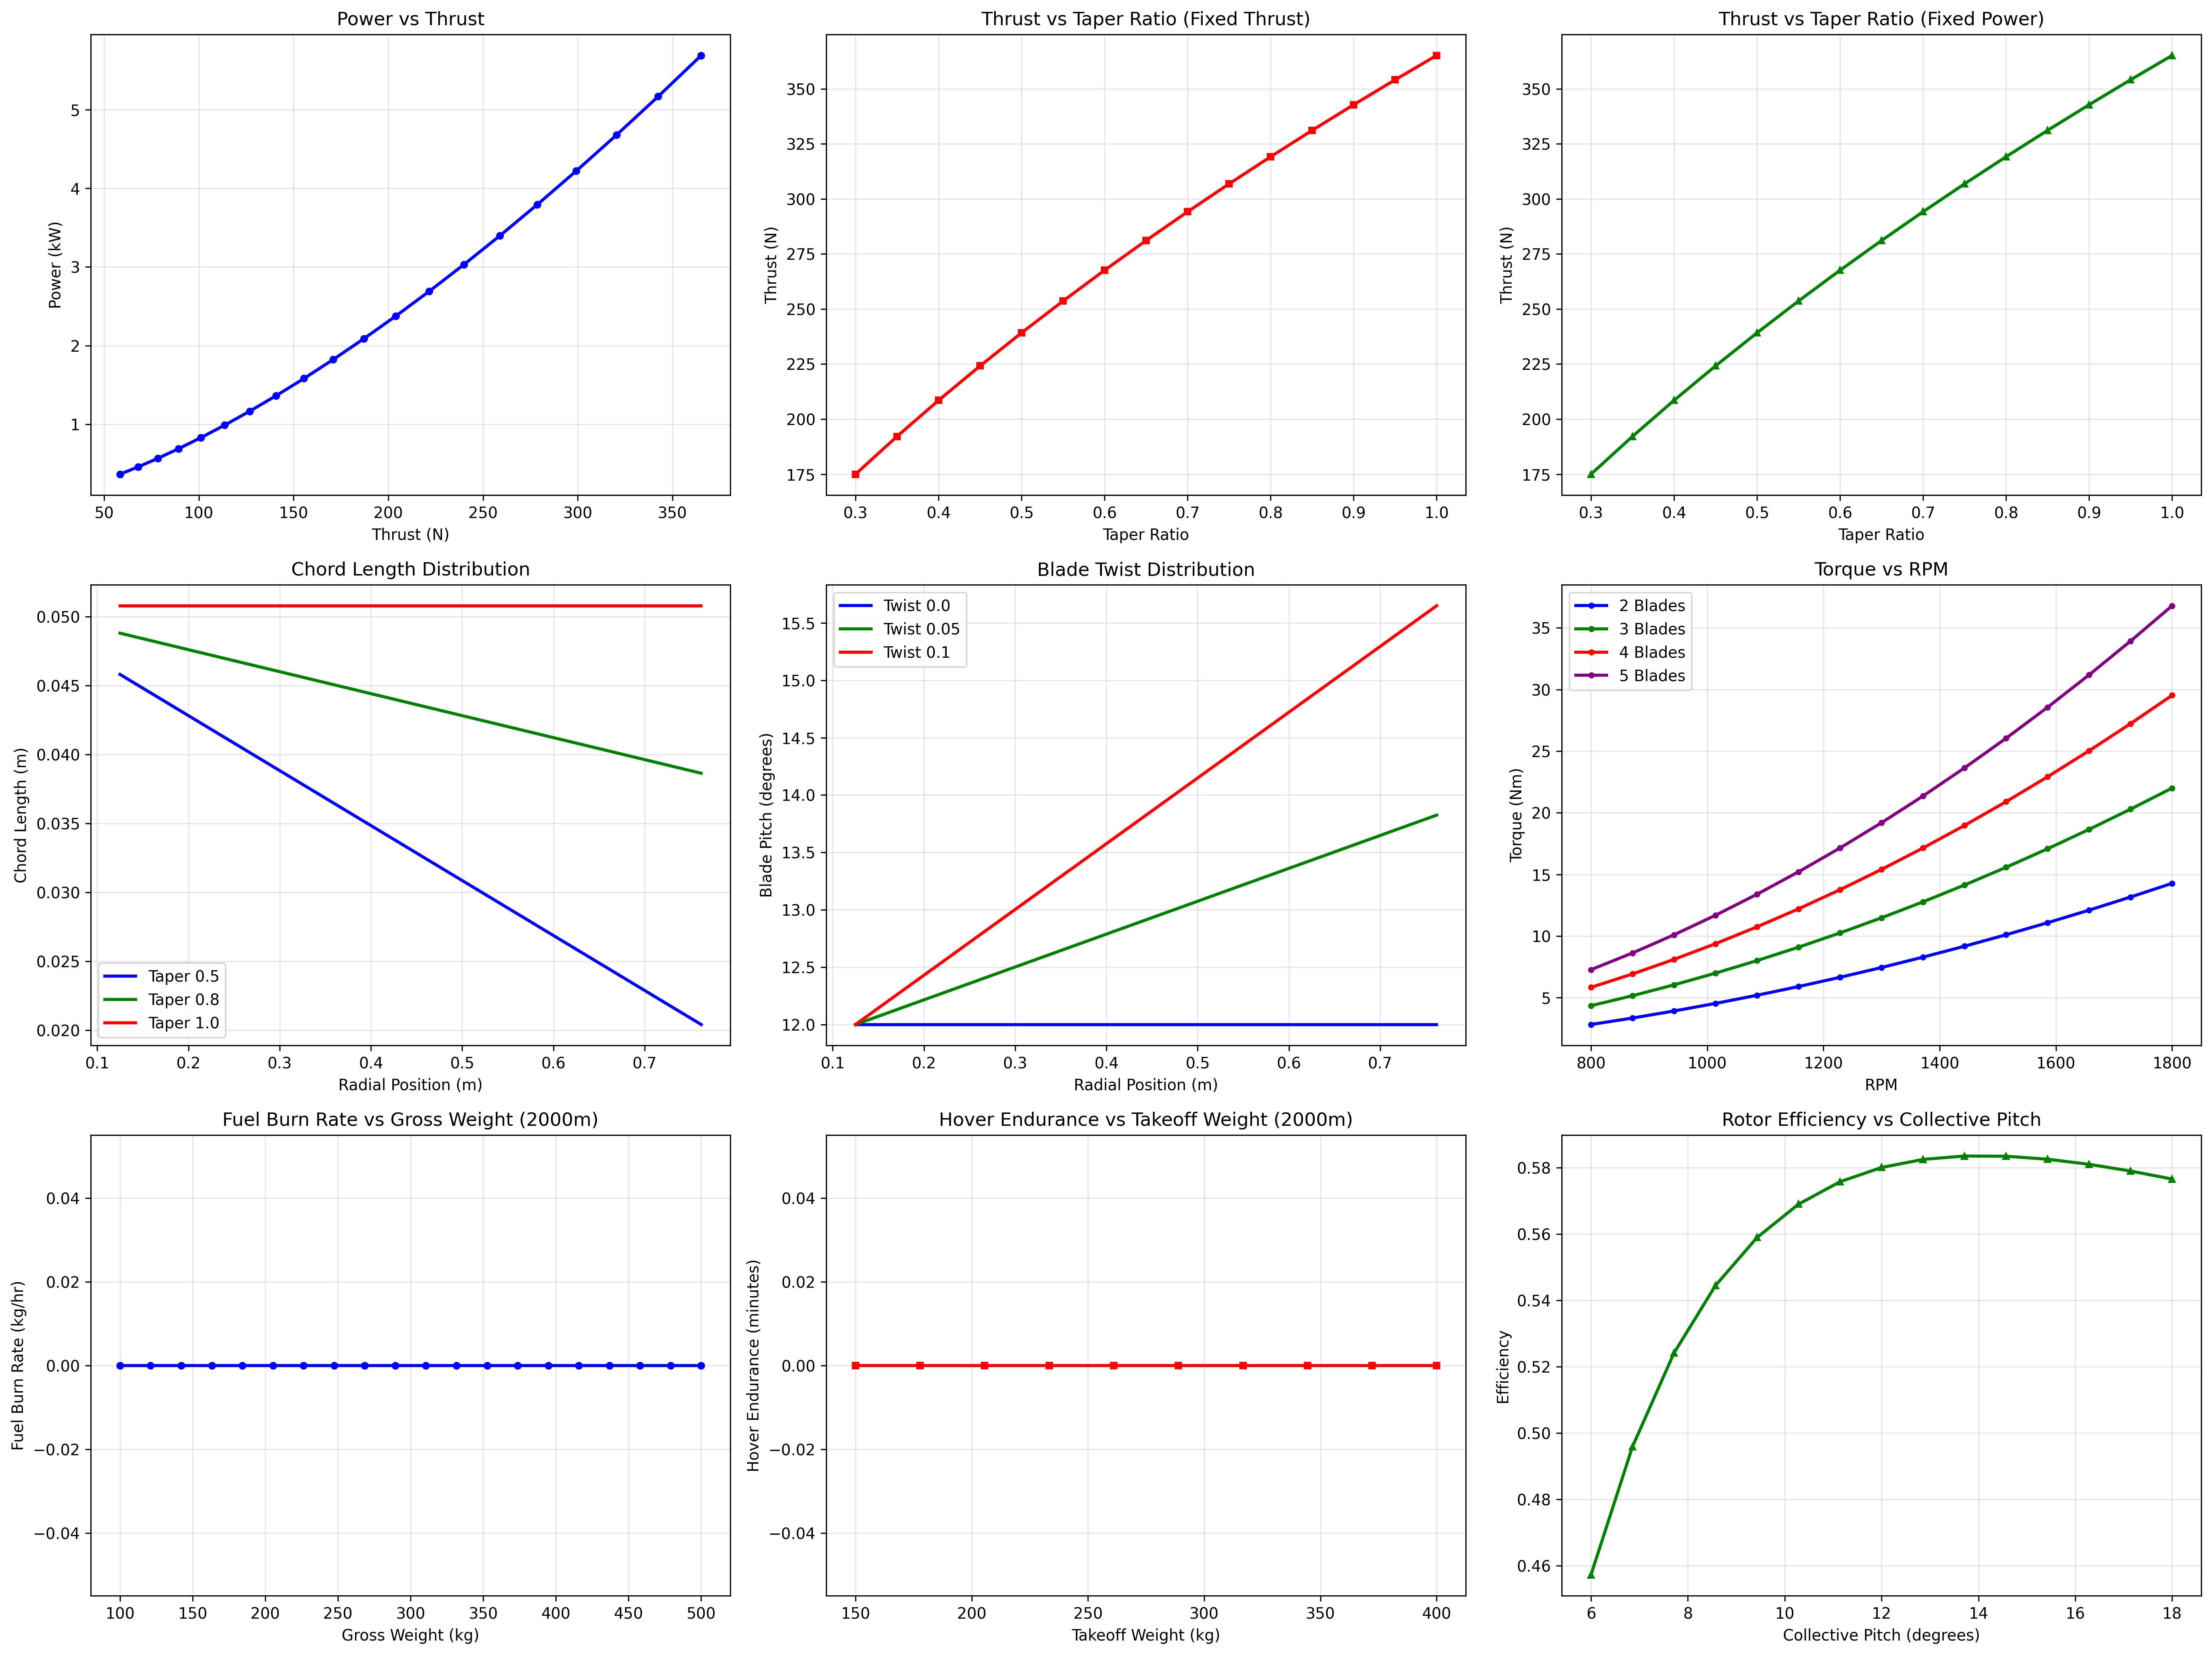 Power vs Thrust
Power (kW)
5
4
3
2
1
50 100 150 200 250 300 350
Thrust (N)
Thrust vs Taper Ratio (Fixed Thrust)
Thrust (N)
350
325
300
275
250
225
200
175
0.3 0.4 0.5 0.6 0.7 0.8 0.9 1.0
Taper Ratio
Thrust vs Taper Ratio (Fixed Power)
Thrust (N)
350
325
300
275
250
225
200
175
0.3 0.4 0.5 0.6 0.7 0.8 0.9 1.0
Taper Ratio
Chord Length Distribution
Chord Length (m)
0.050
0.045
0.040
0.035
0.030
0.025
0.020
Taper 0.5
Taper 0.8
Taper 1.0
0.1 0.2 0.3 0.4 0.5 0.6 0.7
Radial Position (m)
Blade Twist Distribution
Blade Pitch (degrees)
Twist 0.0
Twist 0.05
Twist 0.1
15.5
15.0
14.5
14.0
13.5
13.0
12.5
12.0
0.1 0.2 0.3 0.4 0.5 0.6 0.7
Radial Position (m)
Torque vs RPM
Torque (Nm)
2 Blades
3 Blades
4 Blades
5 Blades
35
30
25
20
15
10
5
800 1000 1200 1400 1600 1800
RPM
Fuel Burn Rate vs Gross Weight (2000m)
Fuel Burn Rate (kg/hr)
0.04
0.02
0.00
−0.02
−0.04
100 150 200 250 300 350 400 450 500
Gross Weight (kg)
Hover Endurance vs Takeoff Weight (2000m)
Hover Endurance (minutes)
0.04
0.02
0.00
−0.02
−0.04
150 200 250 300 350 400
Takeoff Weight (kg)
Rotor Efficiency vs Collective Pitch
Efficiency
0.58
0.56
0.54
0.52
0.50
0.48
0.46
6 8 10 12 14 16 18
Collective Pitch (degrees)